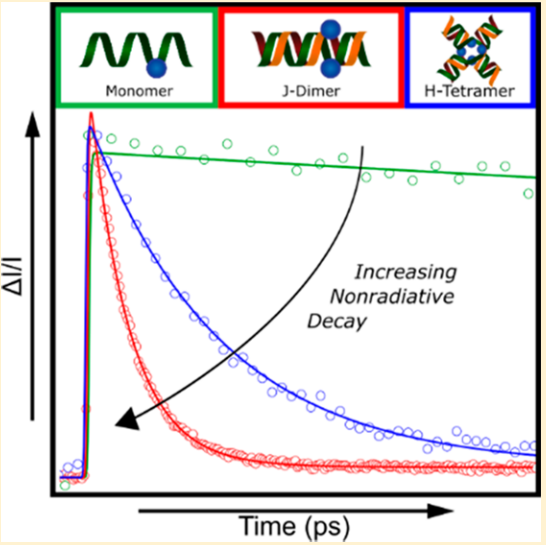 Monomer
J-Dimer
H-Tetramer
ΔI/I
Increasing
Nonradiative
Decay
Time (ps)